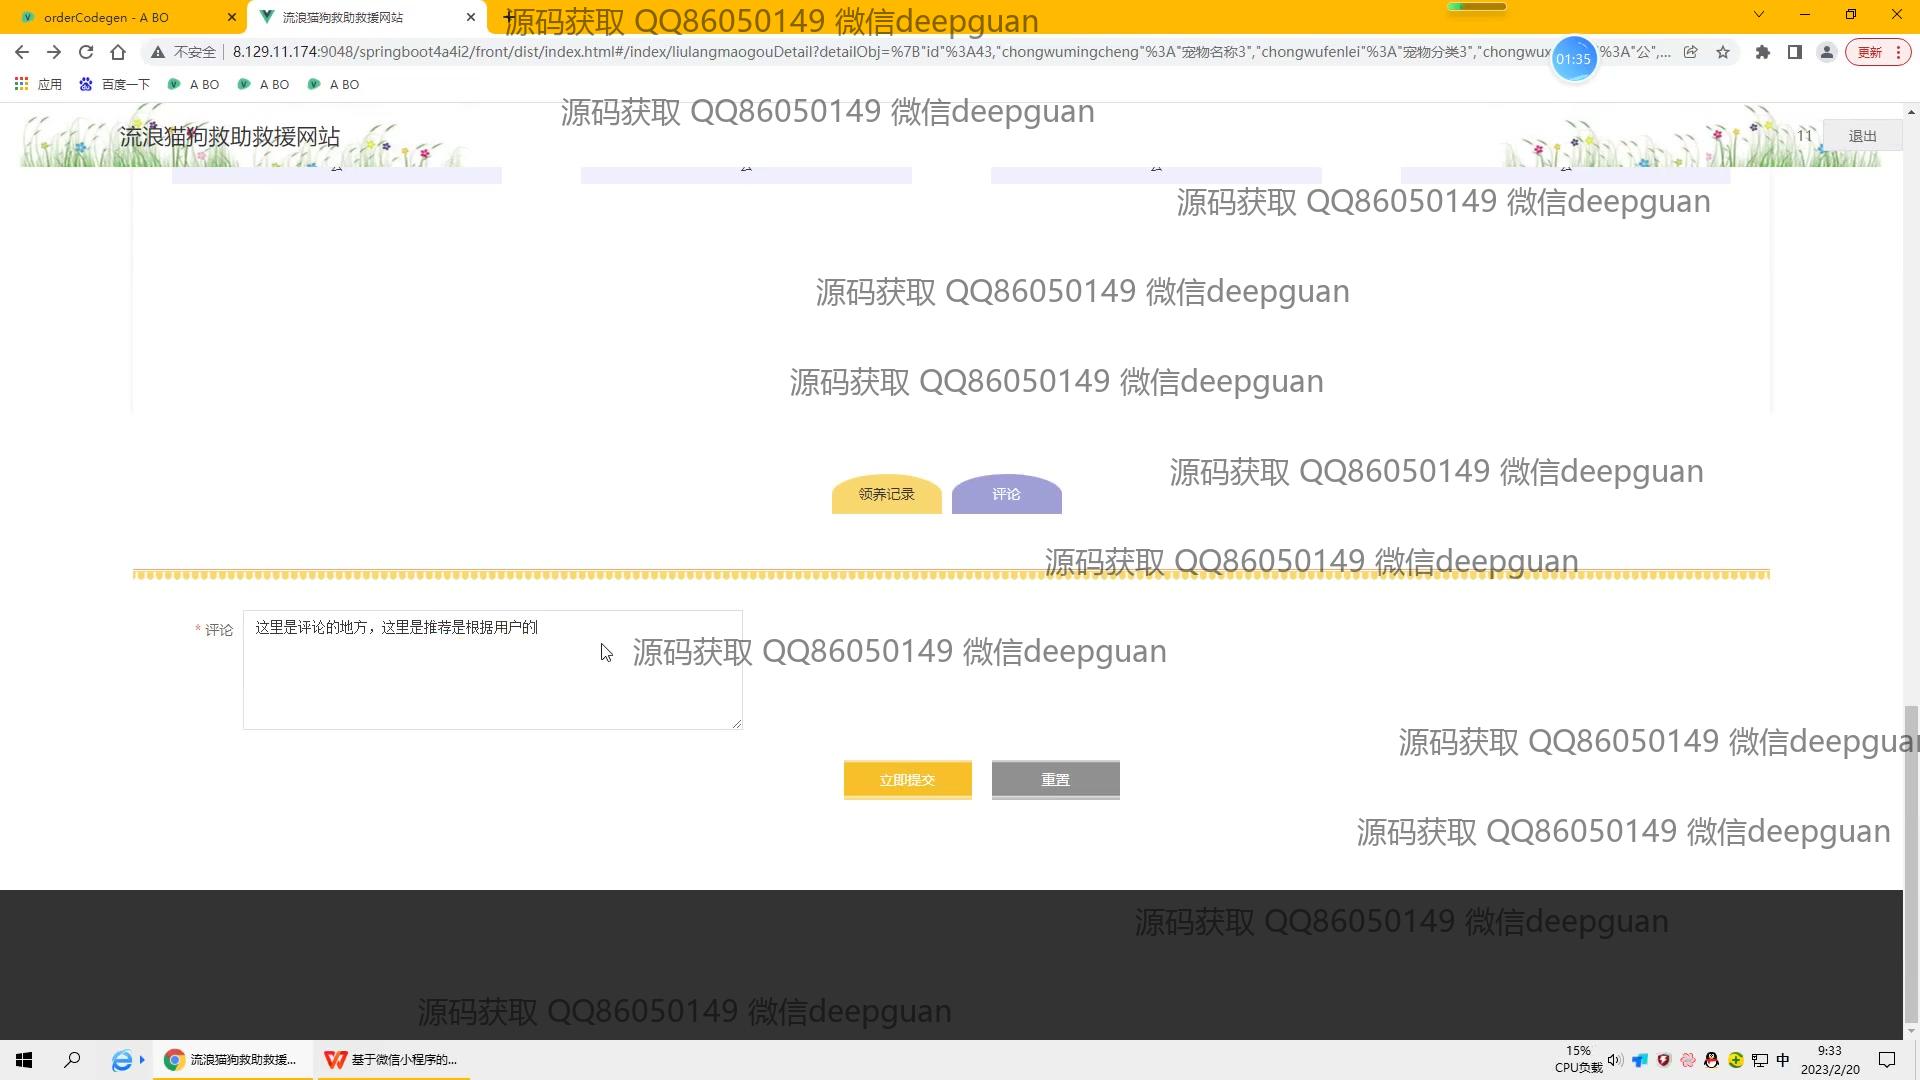 orderCodegen - A BO
流浪猫狗救助救援网站
源码获取 QQ86050149 微信deepguan
不安全
8.129.11.174:9048/springboot4a4i2/front/dist/index.html#/index/liulangmaogouDetail?detailObj=%7B"id"%3A43,"chongwumingcheng"%3A"宠物名称3","chongwufenlei"%3A"宠物分类3","chongwux
%3A"公",...
01:35
更新
应用
百度一下
A BO
A BO
A BO
源码获取 QQ86050149 微信deepguan
流浪猫狗救助救援网站
11
退出
源码获取 QQ86050149 微信deepguan
源码获取 QQ86050149 微信deepguan
源码获取 QQ86050149 微信deepguan
源码获取 QQ86050149 微信deepguan
领养记录
评论
源码获取 QQ86050149 微信deepguan
* 评论
这里是评论的地方，这里是推荐是根据用户的
源码获取 QQ86050149 微信deepguan
源码获取 QQ86050149 微信deepguan
立即提交
重置
源码获取 QQ86050149 微信deepguan
源码获取 QQ86050149 微信deepguan
源码获取 QQ86050149 微信deepguan
流浪猫狗救助救援...
基于微信小程序的...
15%
CPU负载
中
9:33
2023/2/20